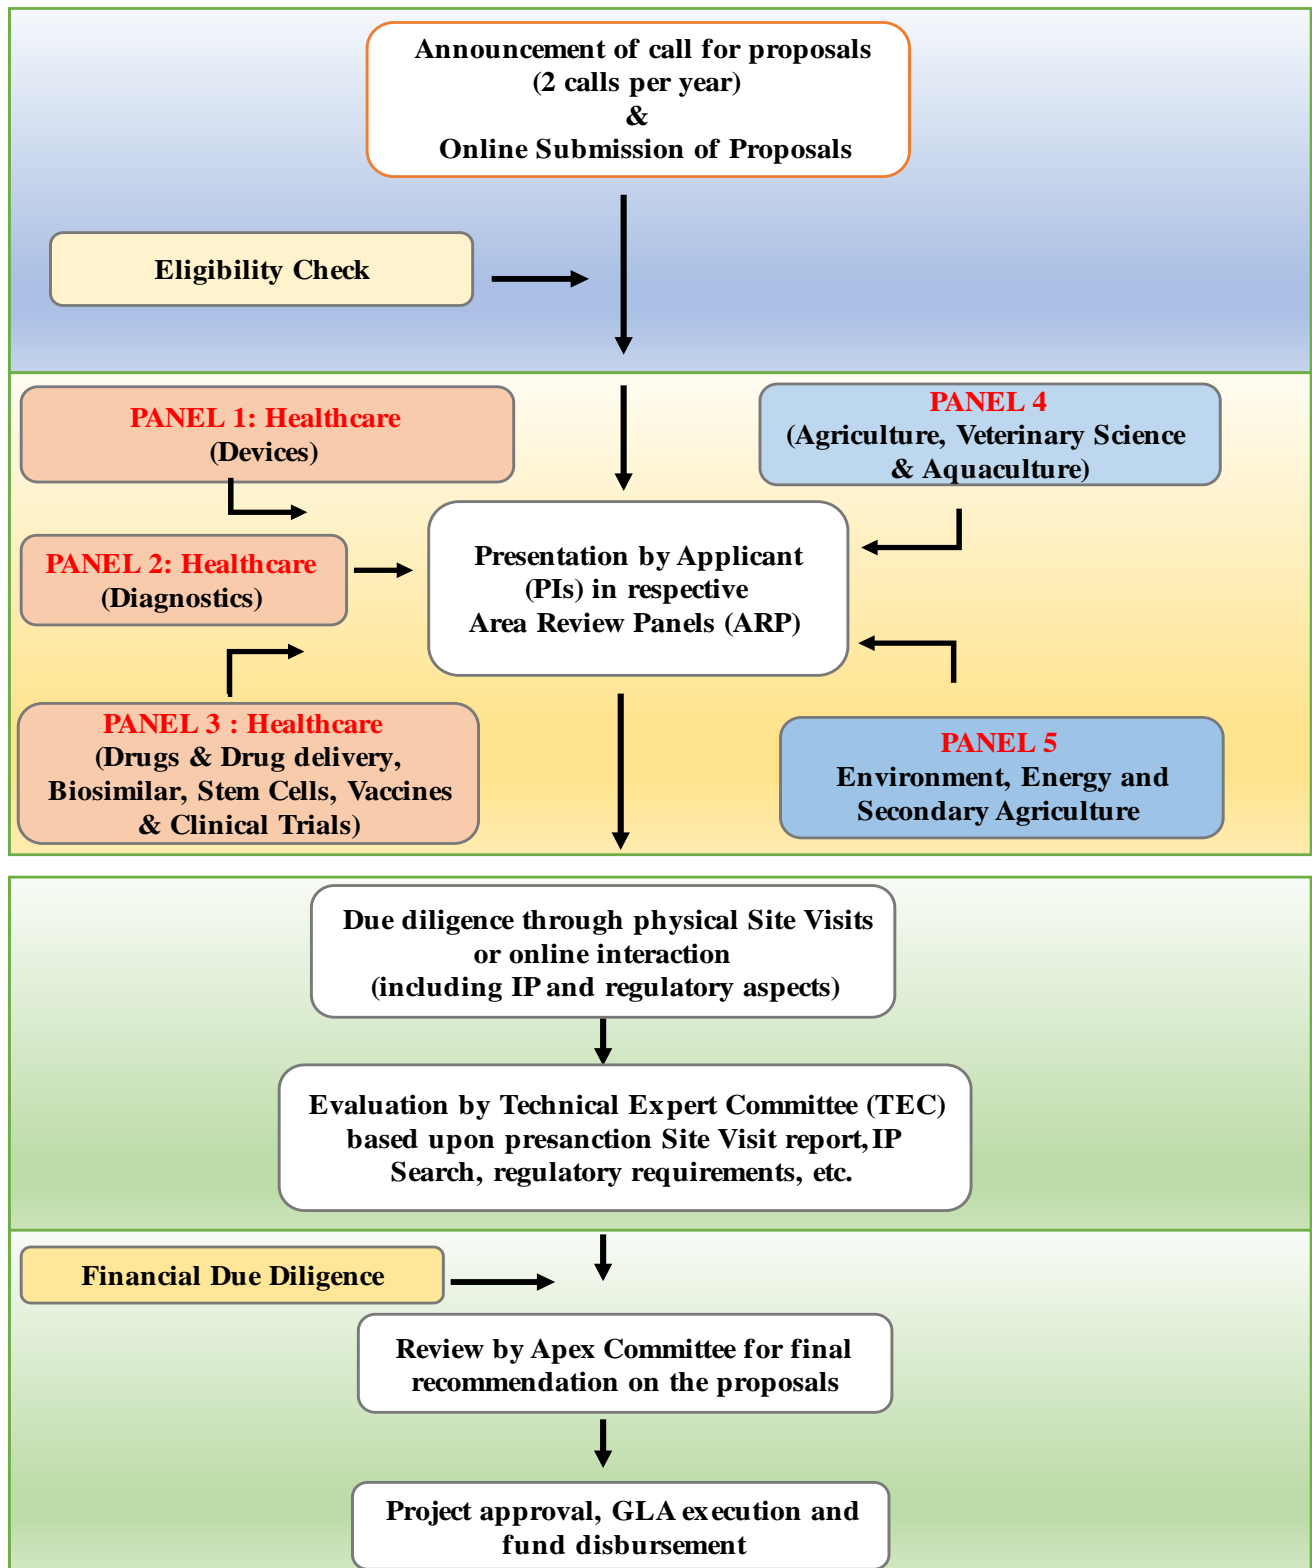 Announcement of call for proposals
(2 calls per year)
&
Online Submission of Proposals
Eligibility Check
PANEL 1: Healthcare
(Devices)
PANEL 4
(Agriculture, Veterinary Science
& Aquaculture)
PANEL 2: Healthcare
(Diagnostics)
Presentation by Applicant
(PIs) in respective
Area Review Panels (ARP)
PANEL 3 : Healthcare
(Drugs & Drug delivery,
Biosimilar, Stem Cells, Vaccines
& Clinical Trials)
PANEL 5
Environment, Energy and
Secondary Agriculture
Due diligence through physical Site Visits
or online interaction
(including IP and regulatory aspects)
Evaluation by Technical Expert Committee (TEC)
based upon pre-sanction Site Visit report, IP
Search, regulatory requirements, etc.
Financial Due Diligence
Review by Apex Committee for final
recommendation on the proposals
Project approval, GLA execution and
fund disbursement